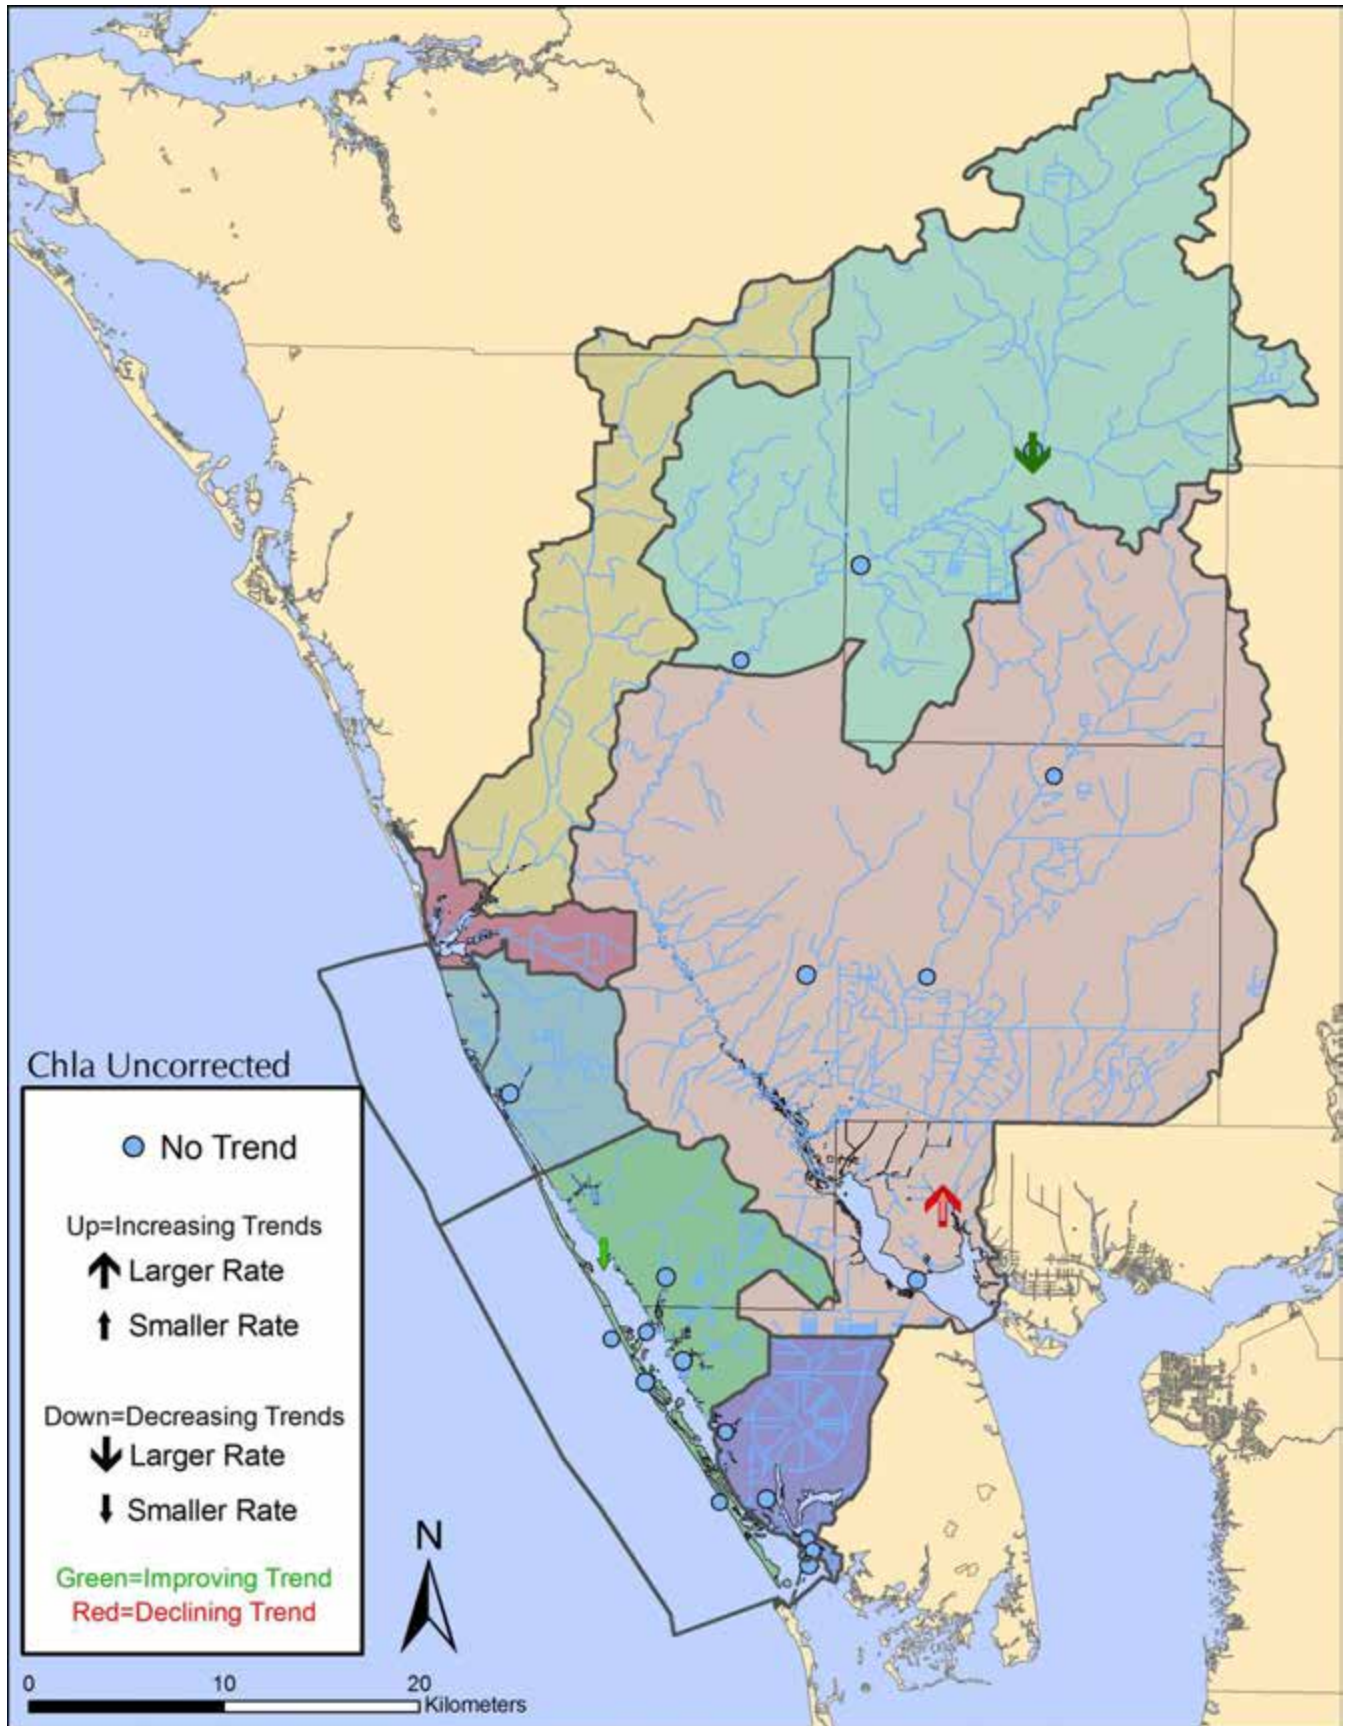 Chla Uncorrected
No Trend
Up=Increasing Trends
Larger Rate
Smaller Rate
Down=Decreasing Trends
Larger Rate
Smaller Rate
Green=Improving Trend
Red=Declining Trend
N
0 10 20
Kilometers